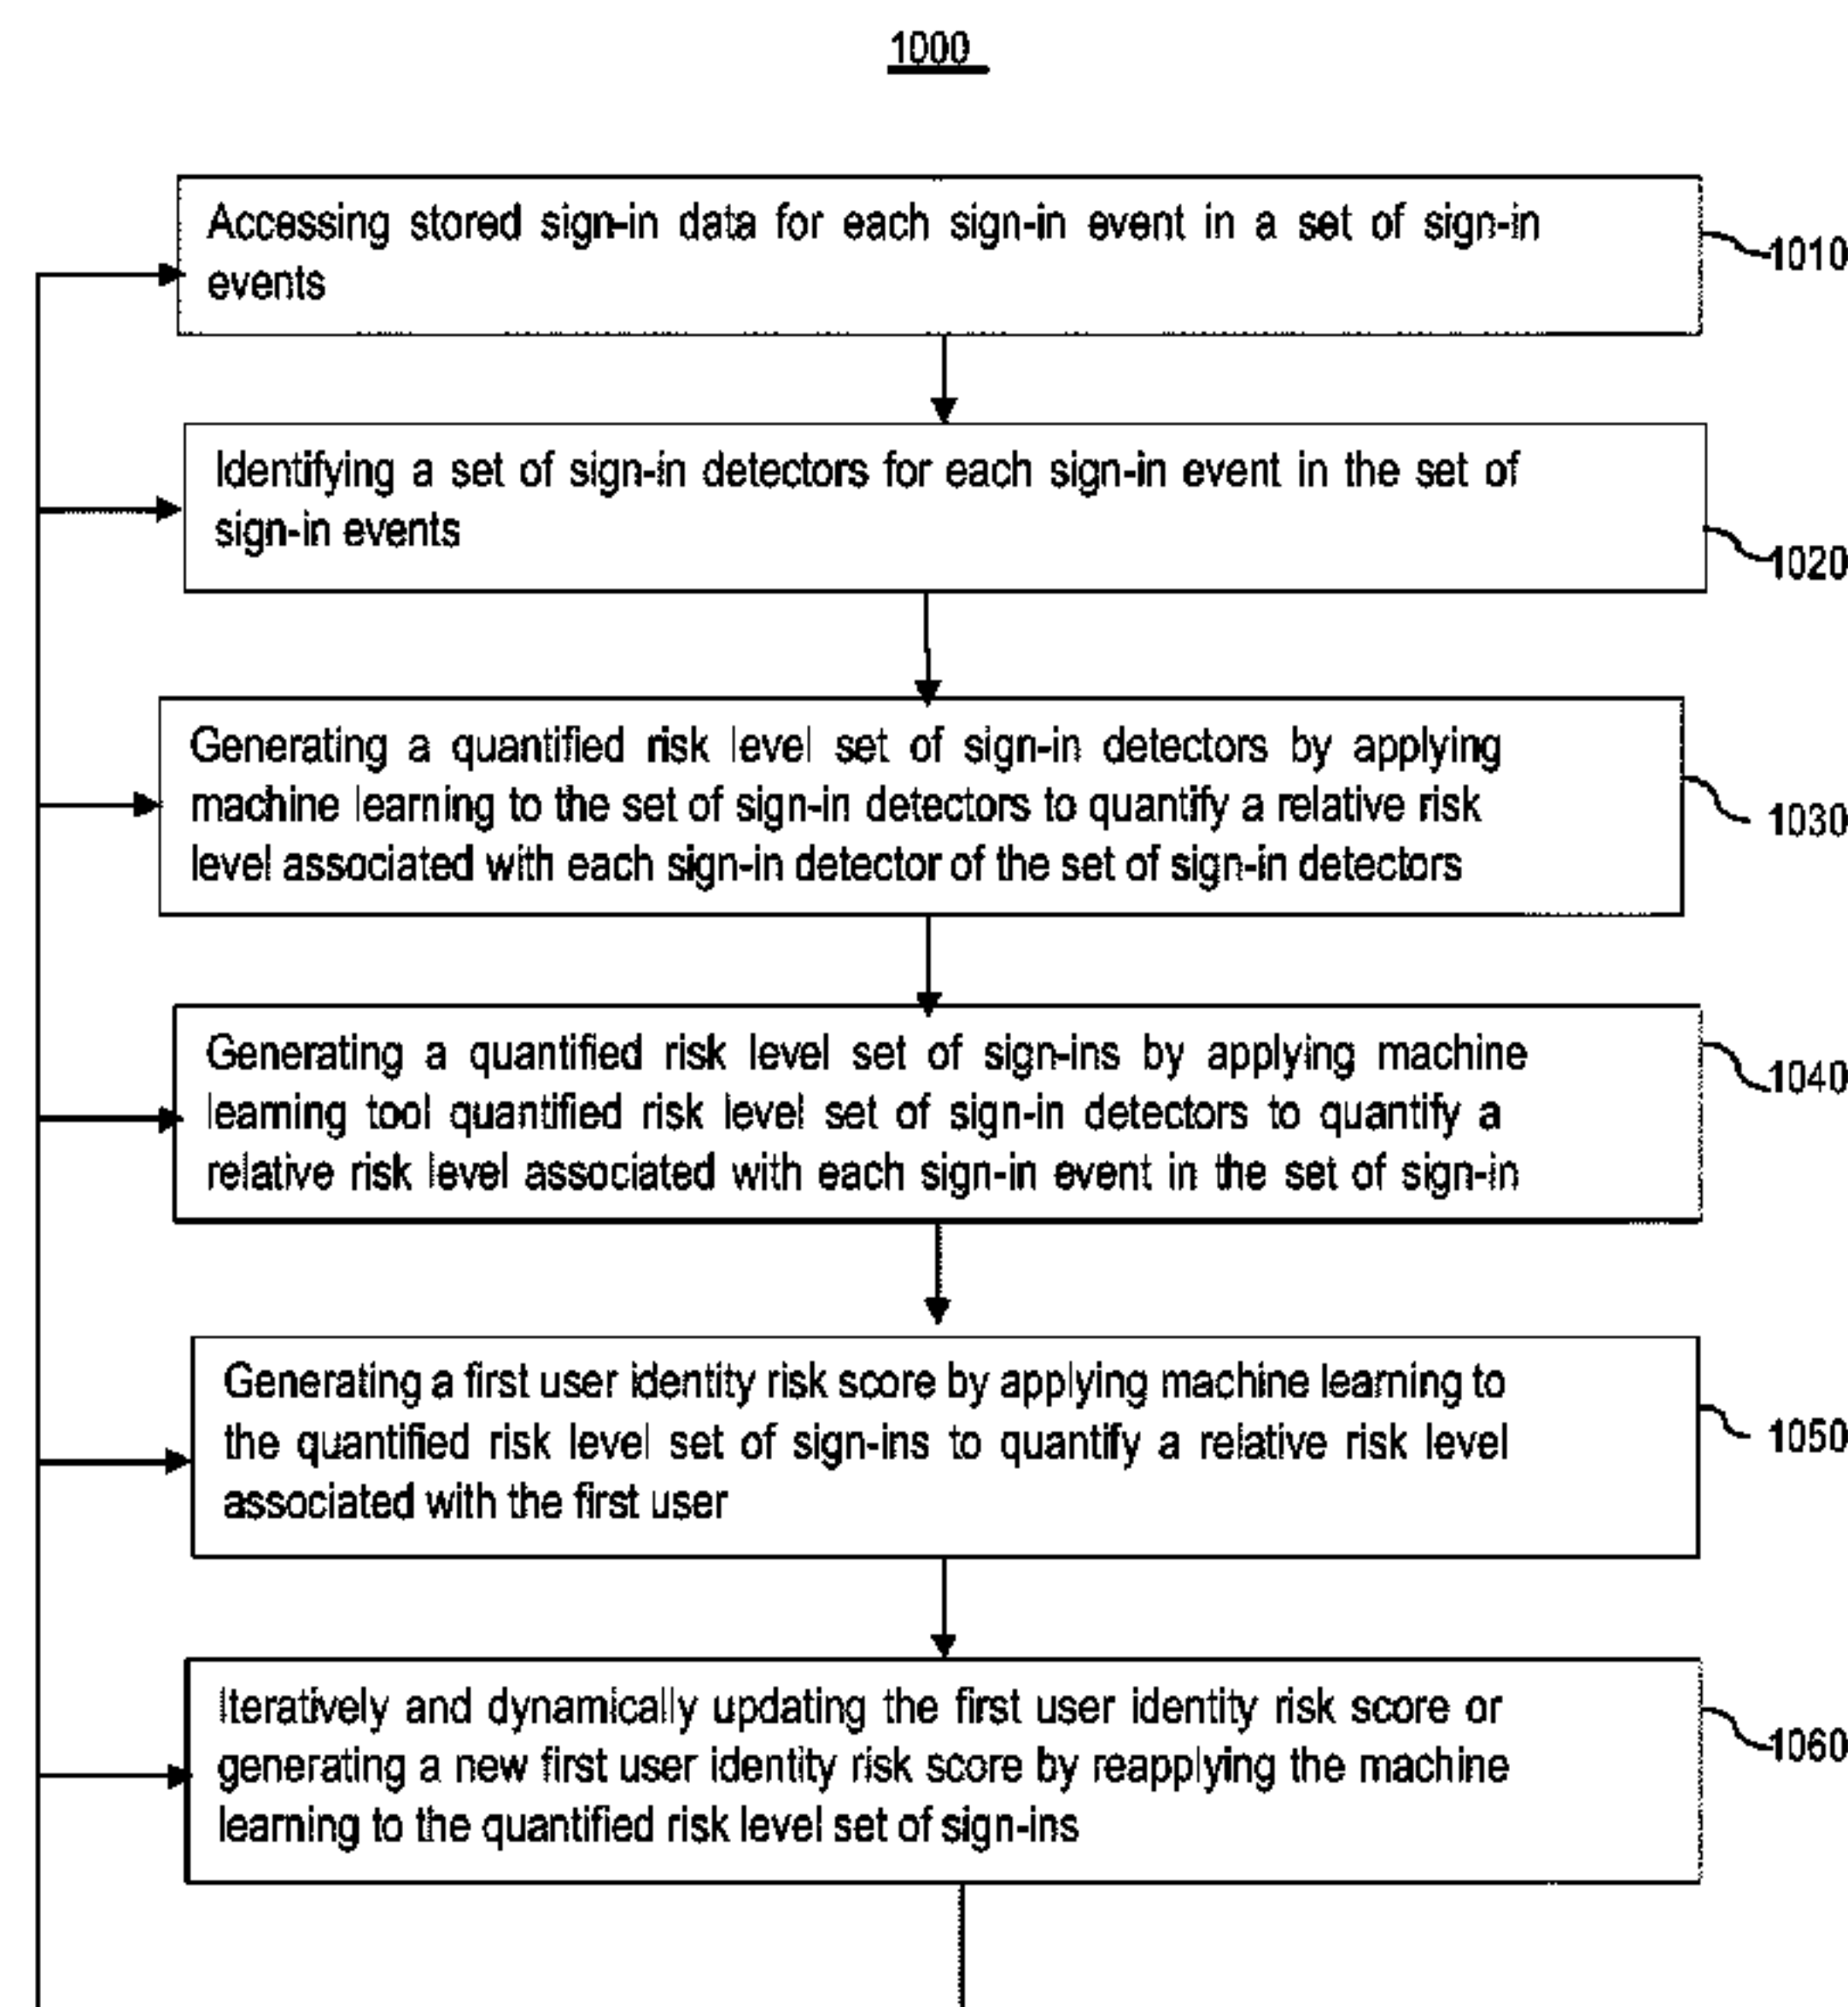 1000
Accessing stored sign-in data for each sign-in event in a set of sign-in
events
1010
Identifying a set of sign-in detectors for each sign-in event in the set of
sign-in events
1020
Generating a quantified risk level set of sign-in detectors by applying
machine learning to the set of sign-in detectors to quantify a relative risk
level associated with each sign-in detector of the set of sign-in detectors
1030
Generating a quantified risk level set of sign-ins by applying machine
learning tool quantified risk level set of sign-in detectors to quantify a
relative risk level associated with each sign-in event in the set of sign-in
1040
Generating a first user identity risk score by applying machine learning to
the quantified risk level set of sign-ins to quantify a relative risk level
associated with the first user
1050
Iteratively and dynamically updating the first user identity risk score or
generating a new first user identity risk score by reapplying the machine
learning to the quantified risk level set of sign-ins
1060